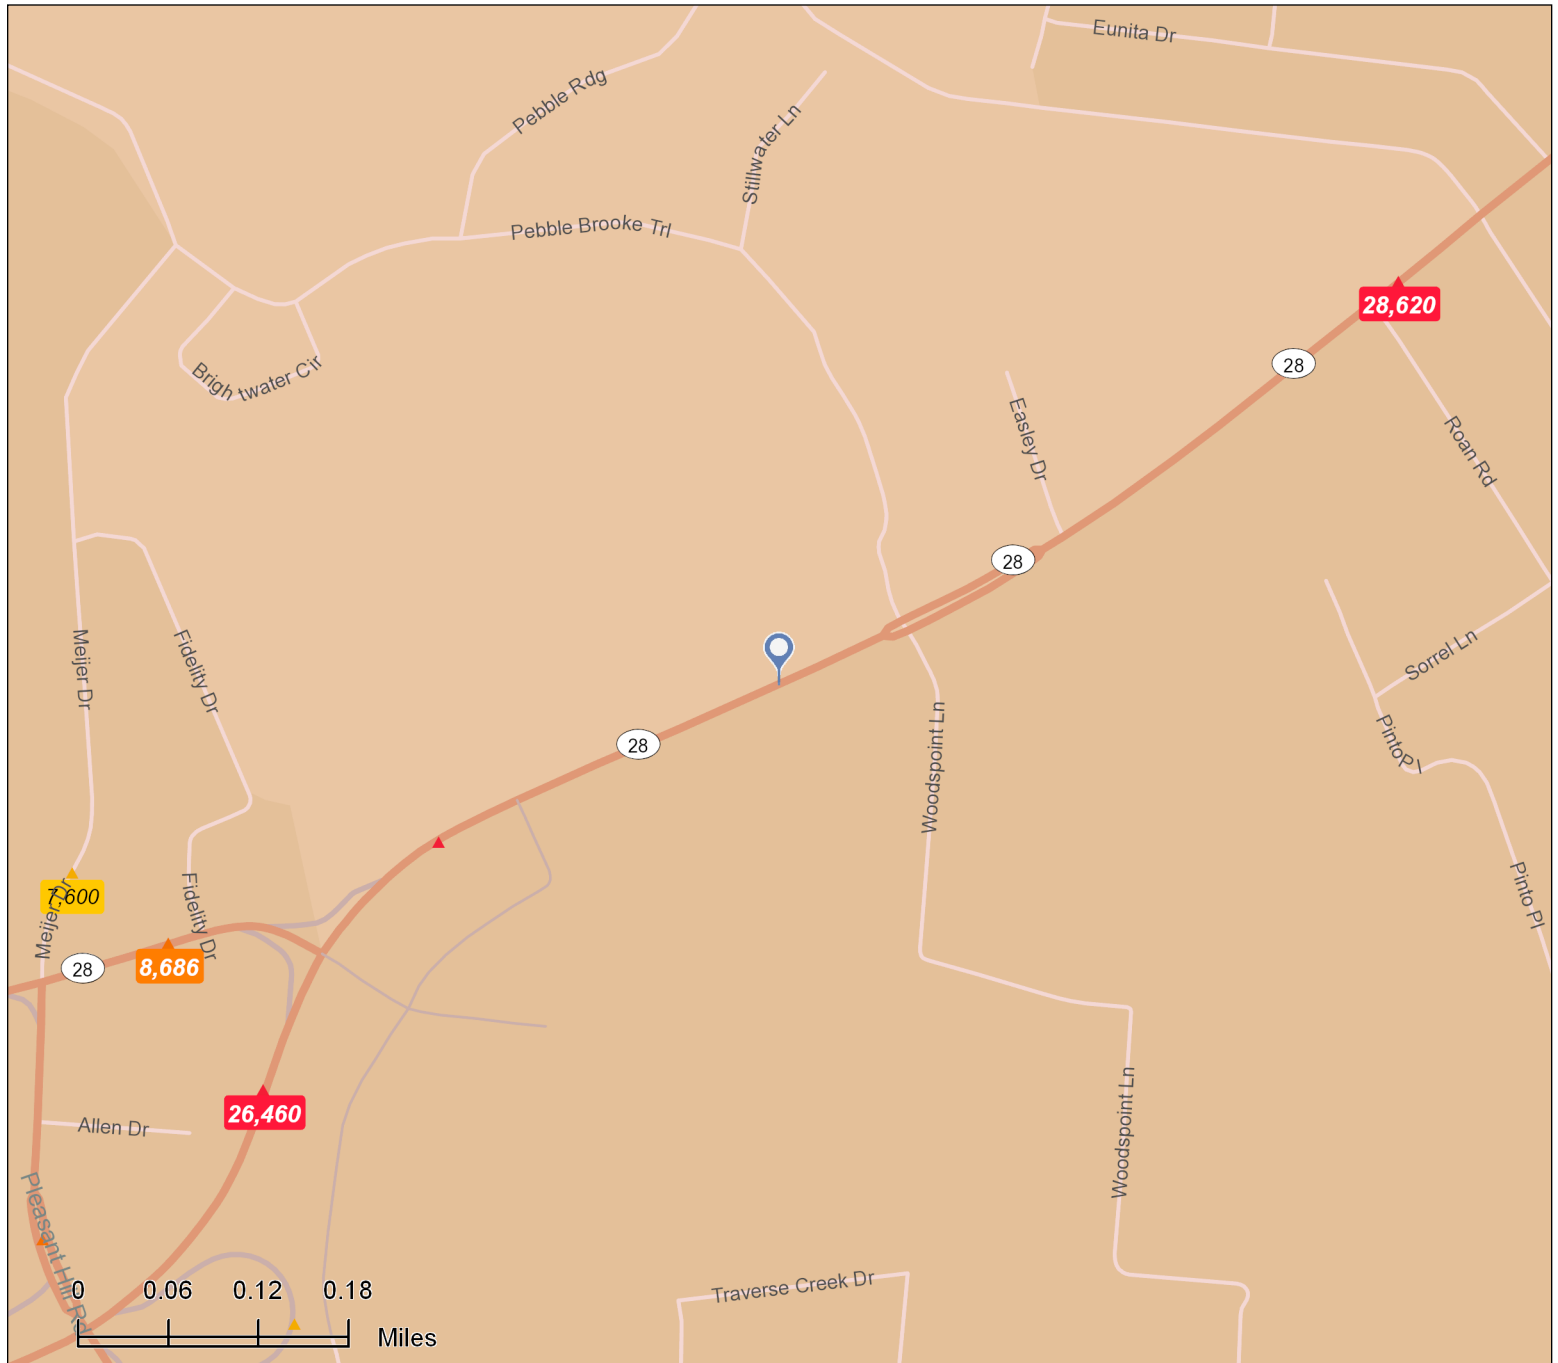 Eunita Dr
Pebble Rdg
Stillwater Ln
Pebble Brooke Trl
28,620
28
Brightwater Cir
Easley Dr
Roan Rd
28
Meijer Dr
Fidelity Dr
Sorrel Ln
28
Pinto Pl
Woodspoint Ln
7,600
Meijer Dr
Fidelity Dr
Pinto Pl
28
8,686
26,460
Allen Dr
Woodspoint Ln
Pleasant Hill Rd
Traverse Creek Dr
0 0.06 0.12 0.18
Miles